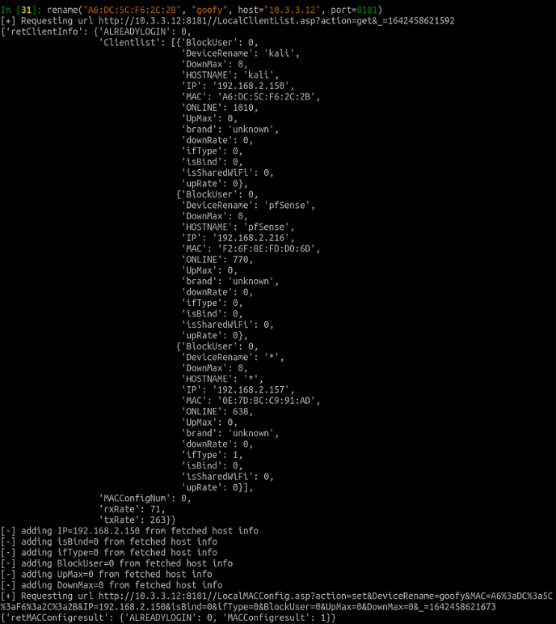 In [31]: rename("A6:DC:5C:F6:2C:2B", "goofy", host="10.3.3.12", port=8181)
[+] Requesting url http://10.3.3.12:8181//LocalClientList.asp?action=get&_=1642458621592
{'retClientInfo': {'ALREADYLOGIN': 0,
'Clientlist': [{'BlockUser': 0,
'DeviceRename': 'kali',
'DownMax': 0,
'HOSTNAME': 'kali',
'IP': '192.168.2.150',
'MAC': 'A6:DC:5C:F6:2C:2B',
'ONLINE': 1010,
'UpMax': 0,
'brand': 'unknown',
'downRate': 0,
'ifType': 0,
'isBind': 0,
'isSharedWiFi': 0,
'upRate': 0},
{'BlockUser': 0,
'DeviceRename': 'pfSense',
'DownMax': 0,
'HOSTNAME': 'pfSense',
'IP': '192.168.2.216',
'MAC': 'F2:6F:8E:FD:D0:6D',
'ONLINE': 770,
'UpMax': 0,
'brand': 'unknown',
'downRate': 0,
'ifType': 0,
'isBind': 0,
'isSharedWiFi': 0,
'upRate': 0},
{'BlockUser': 0,
'DeviceRename': '*',
'DownMax': 0,
'HOSTNAME': '*',
'IP': '192.168.2.157',
'MAC': '0E:7D:BC:C9:91:AD',
'ONLINE': 638,
'UpMax': 0,
'brand': 'unknown',
'downRate': 0,
'ifType': 1,
'isBind': 0,
'isSharedWiFi': 0,
'upRate': 0}],
'MACConfigNum': 0,
'rxRate': 71,
'txRate': 263}}
[-] adding IP=192.168.2.150 from fetched host info
[-] adding isBind=0 from fetched host info
[-] adding ifType=0 from fetched host info
[-] adding BlockUser=0 from fetched host info
[-] adding UpMax=0 from fetched host info
[-] adding DownMax=0 from fetched host info
[+] Requesting url http://10.3.3.12:8181//LocalMACConfig.asp?action=set&DeviceRename=goofy&MAC=A6%3aDC%3a5C
%3aF6%3a2C%3a2B&IP=192.168.2.150&isBind=0&ifType=0&BlockUser=0&UpMax=0&DownMax=0&_=1642458621673
{'retMACConfigresult': {'ALREADYLOGIN': 0, 'MACConfigresult': 1}}